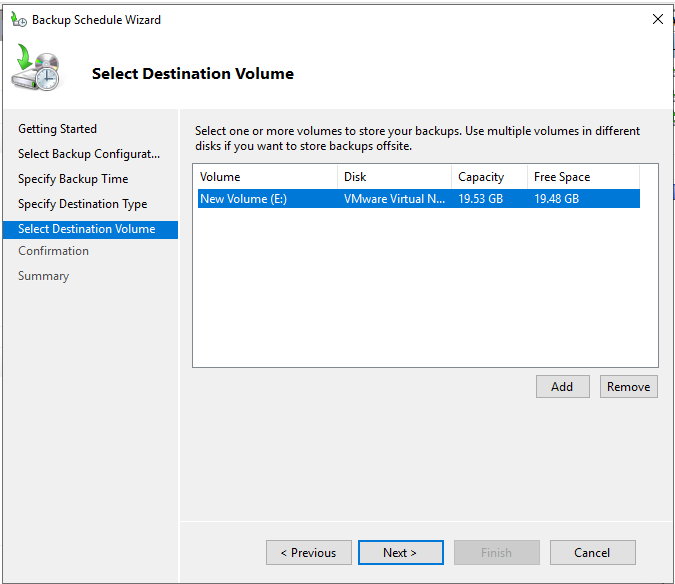 Backup Schedule Wizard
Select Destination Volume
Getting Started
Select Backup Configurat...
Specify Backup Time
Specify Destination Type
Select Destination Volume
Confirmation
Summary
Select one or more volumes to store your backups. Use multiple volumes in different
disks if you want to store backups offsite.
Volume Disk Capacity Free Space
New Volume (E:) VMware Virtual N... 19.53 GB 19.48 GB
Add Remove
< Previous Next > Finish Cancel